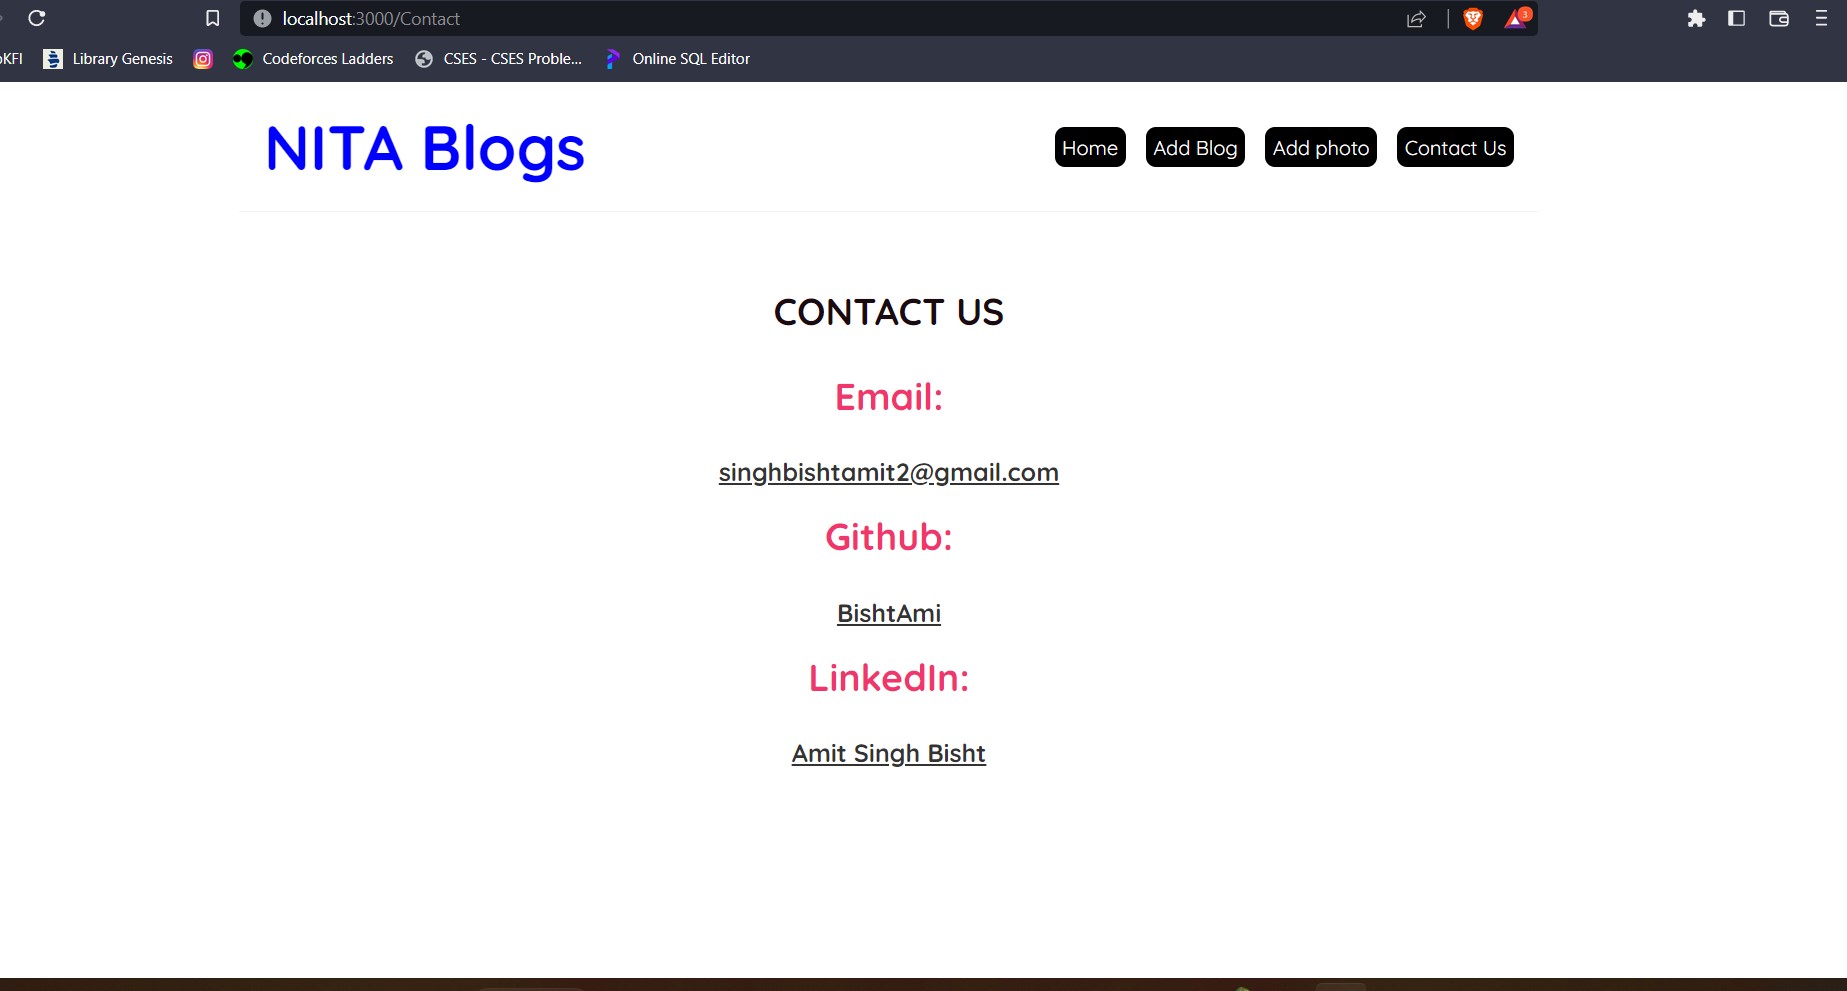 localhost:3000/Contact
3
Library Genesis
Codeforces Ladders
CSES - CSES Proble...
Online SQL Editor
NITA Blogs
Home
Add Blog
Add photo
Contact Us
CONTACT US
Email:
singhbishtamit2@gmail.com
Github:
BishtAmi
LinkedIn:
Amit Singh Bisht